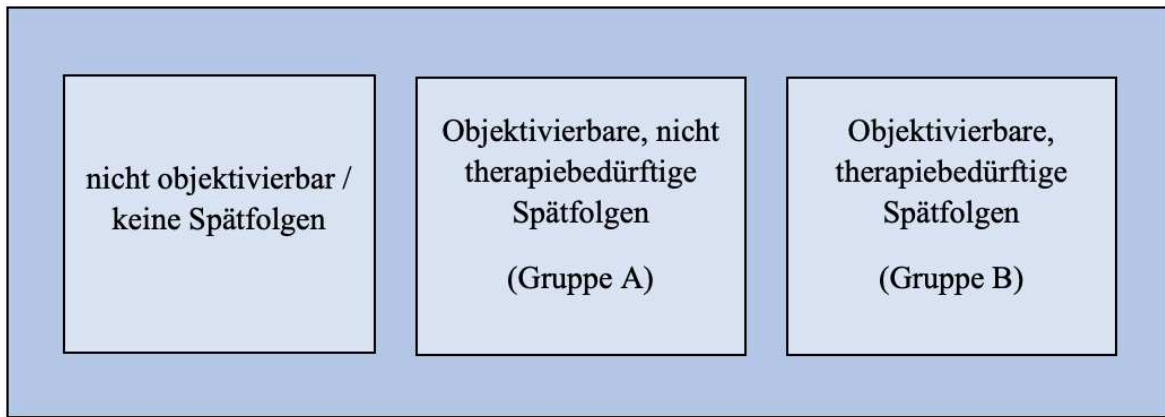 nicht objektivierbar /
keine Spätfolgen
Objektivierbare, nicht
therapiebedürftige
Spätfolgen
(Gruppe A)
Objektivierbare,
therapiebedürftige
Spätfolgen
(Gruppe B)